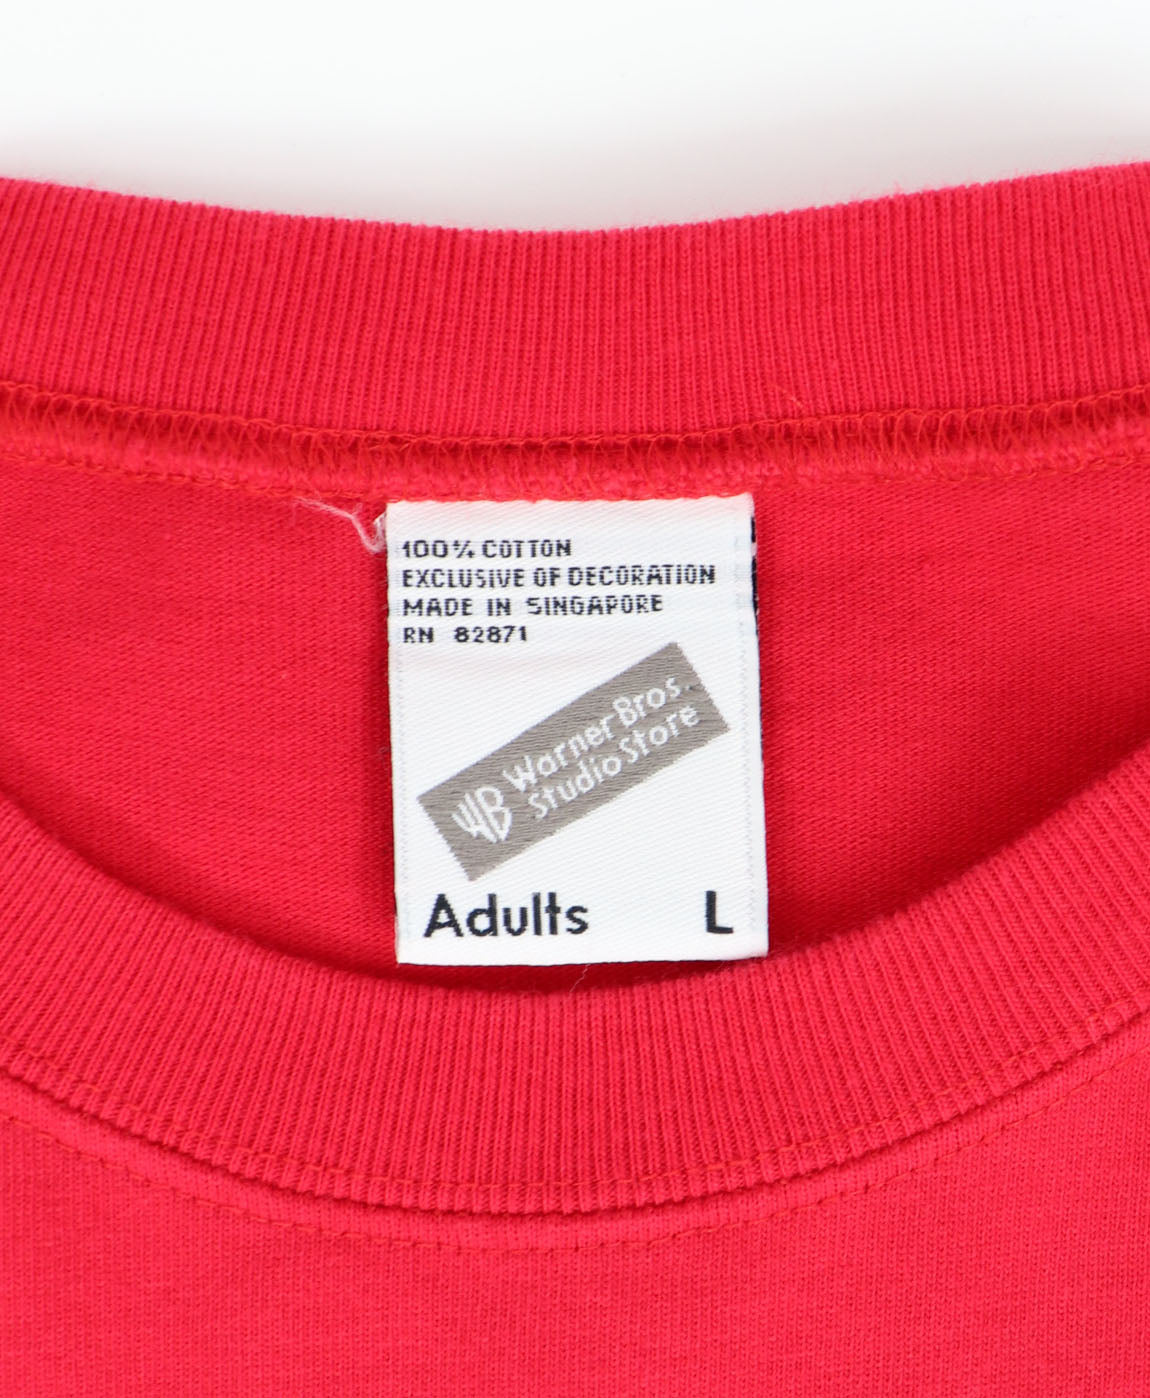 100% COTTON
EXCLUSIVE OF DECORATION
MADE IN SINGAPORE
RN 82871
WB Warner Bros.
Studio Store
Adults L